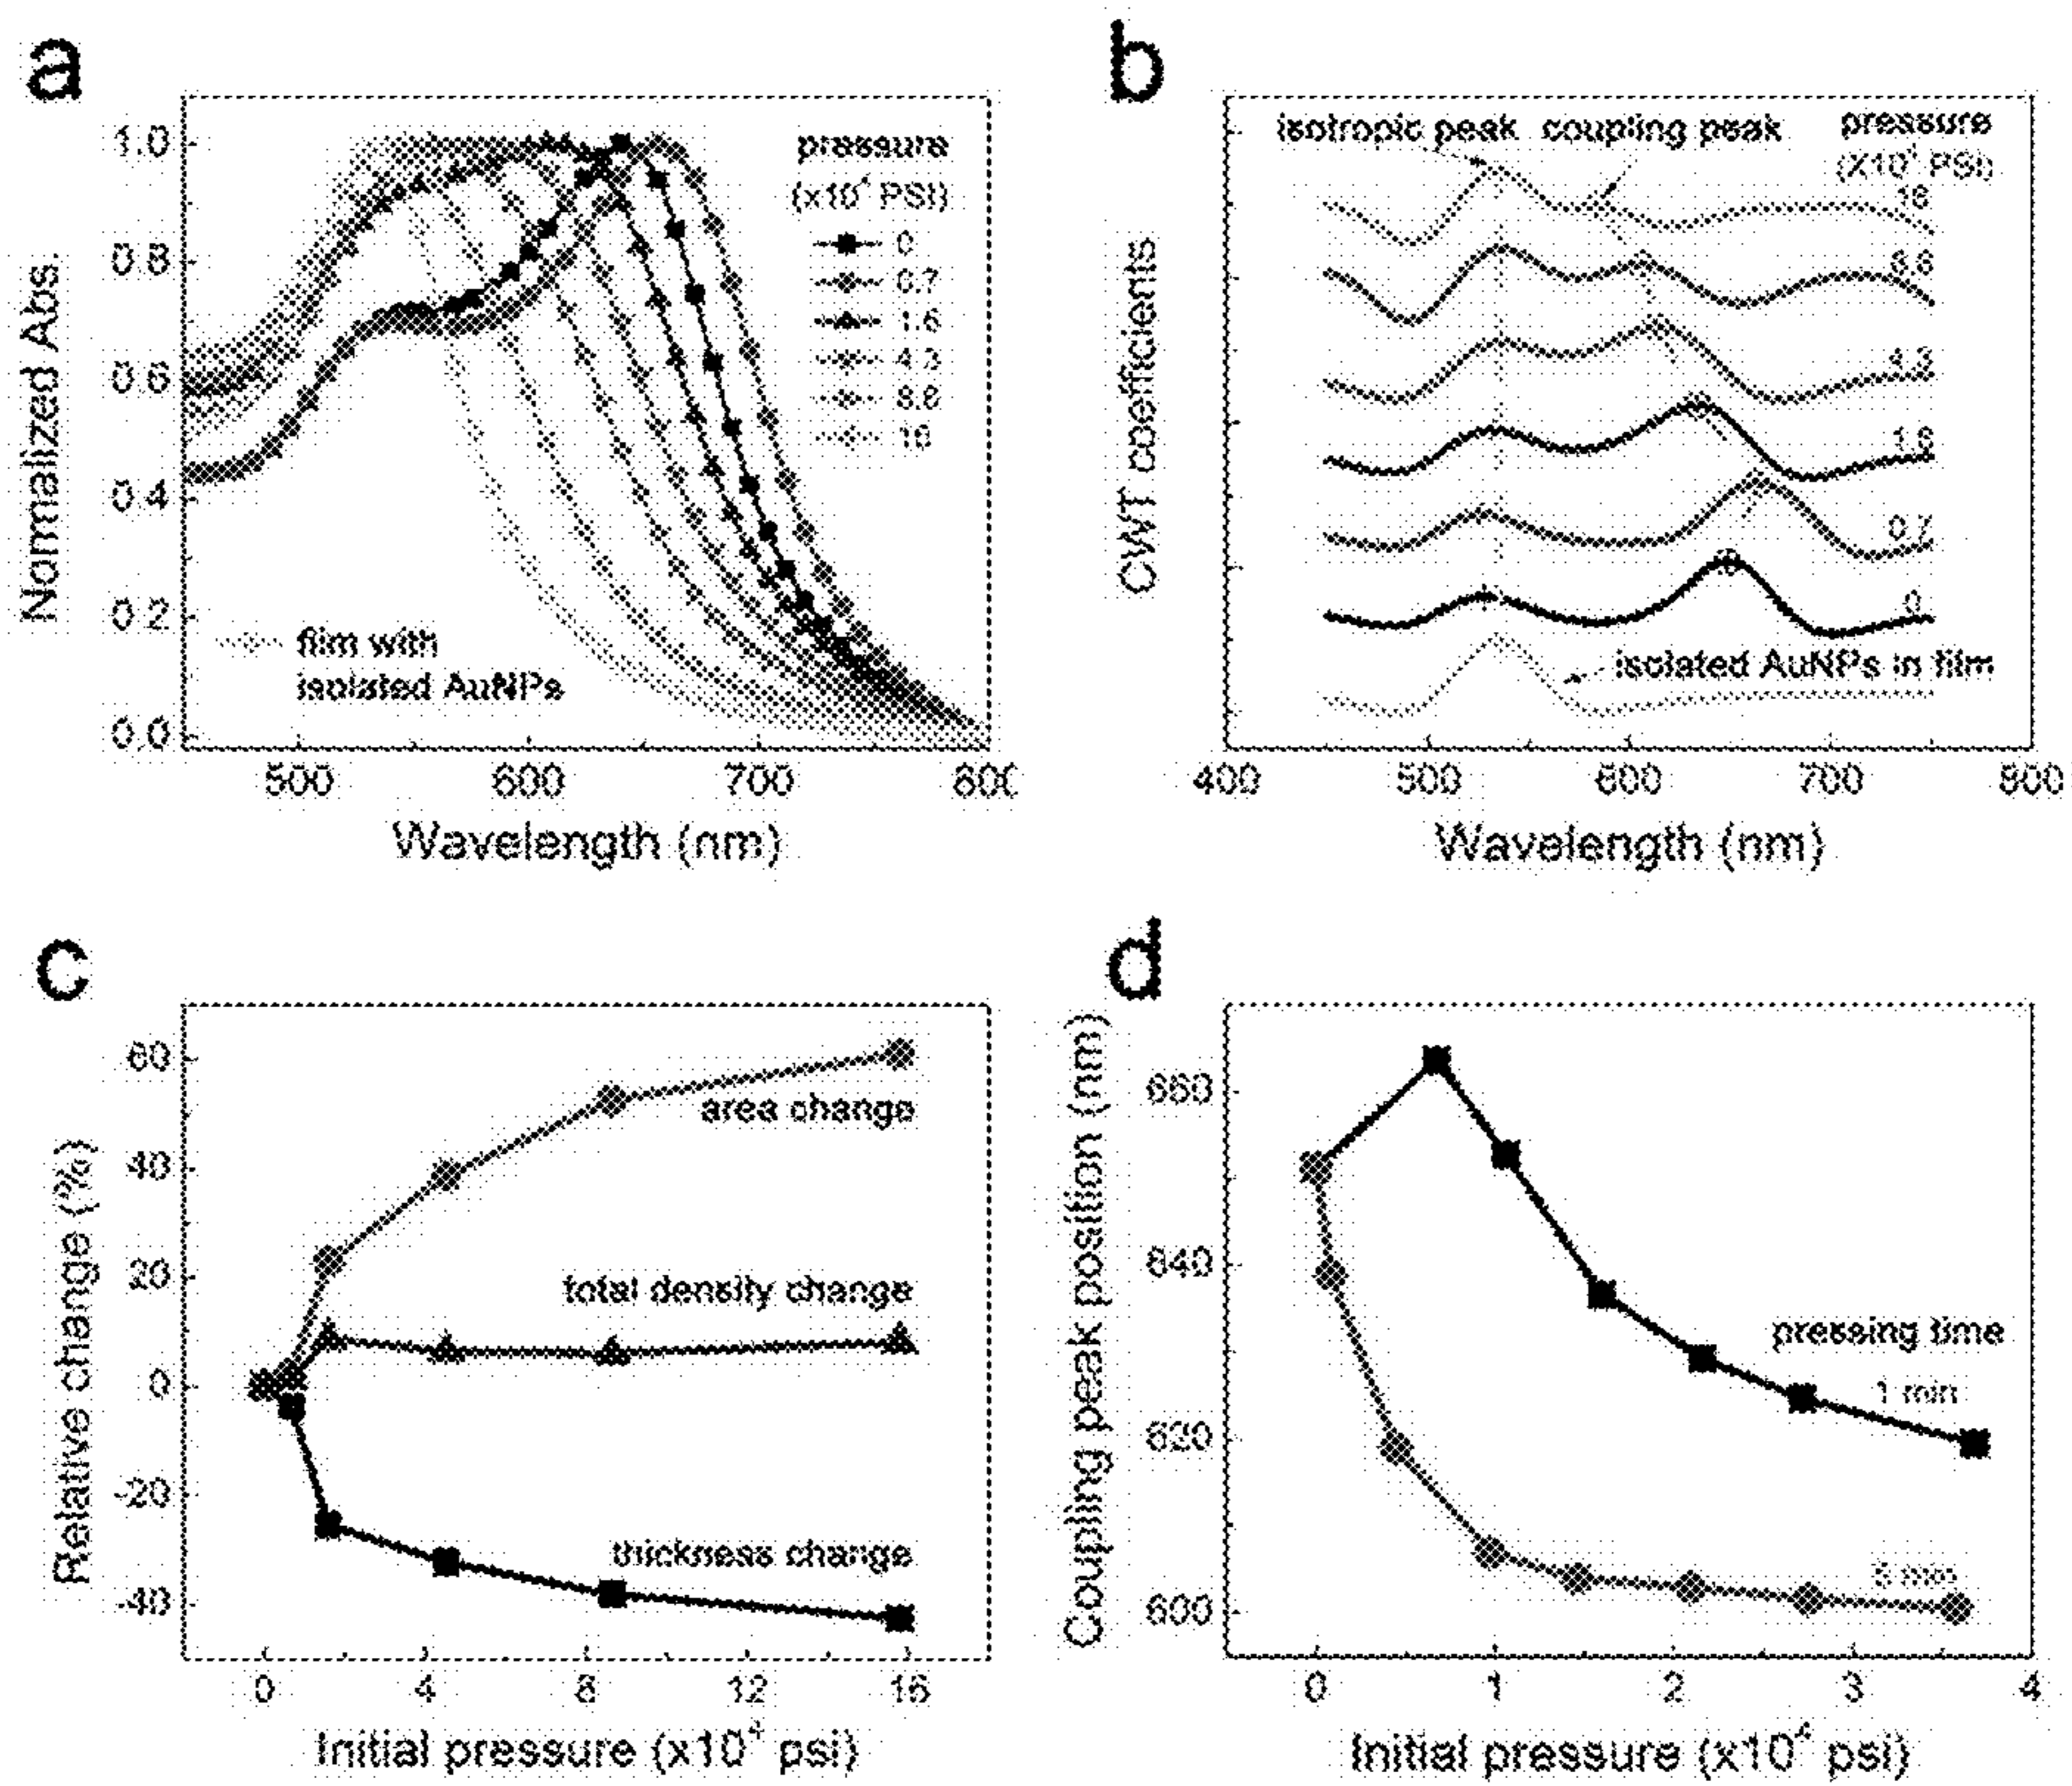 a
1.0
0.8
0.6
0.4
0.2
0.0
Normalized Abs.
pressure
(x10⁴ PSI)
0
0.7
1.6
4.3
8.6
16
film with
isolated AuNPs
500 600 700 800
Wavelength (nm)
b
isotropic peak coupling peak
pressure
(X10⁴ PSI)
16
8.6
4.3
1.6
0.7
0
isolated AuNPs in film
CWT coefficients
400 500 600 700 800
Wavelength (nm)
c
60
40
20
0
-20
-40
Relative change (%)
area change
total density change
thickness change
0 4 8 12 16
Initial pressure (x10⁴ psi)
d
660
640
620
600
Coupling peak position (nm)
pressing time
1 min
5 min
0 1 2 3 4
Initial pressure (x10⁴ psi)